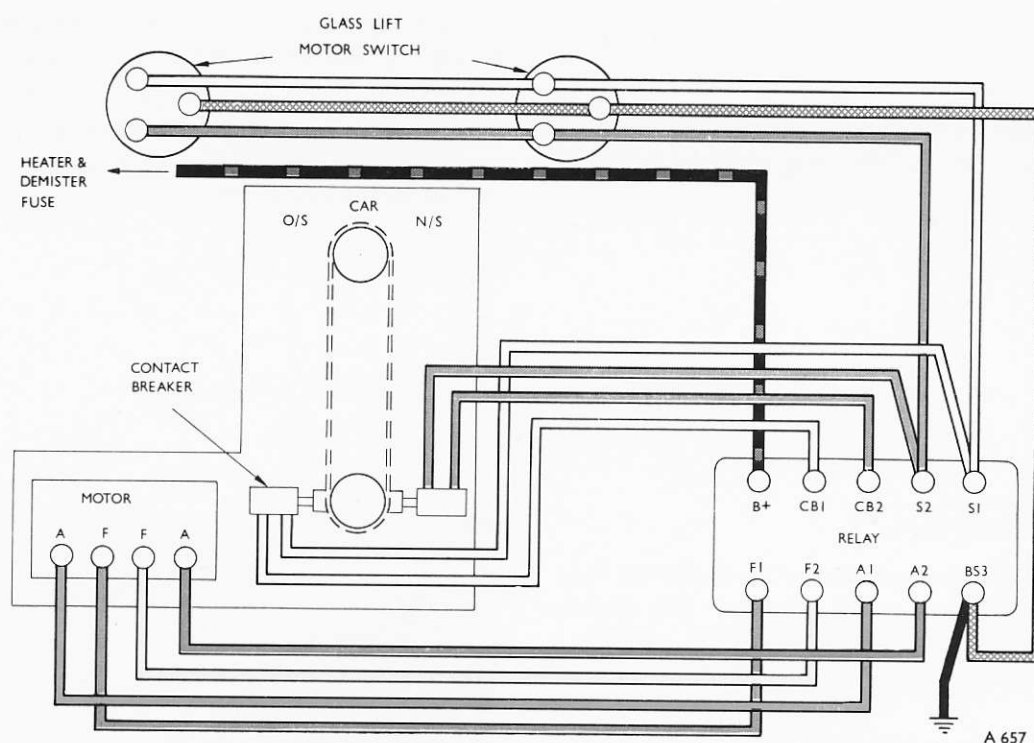 GLASS LIFT
MOTOR SWITCH
HEATER &
DEMISTER
FUSE
CAR
O/S
N/S
CONTACT
BREAKER
MOTOR
A F F A
B+ CB1 CB2 S2 S1
RELAY
F1 F2 A1 A2 BS3
A 657